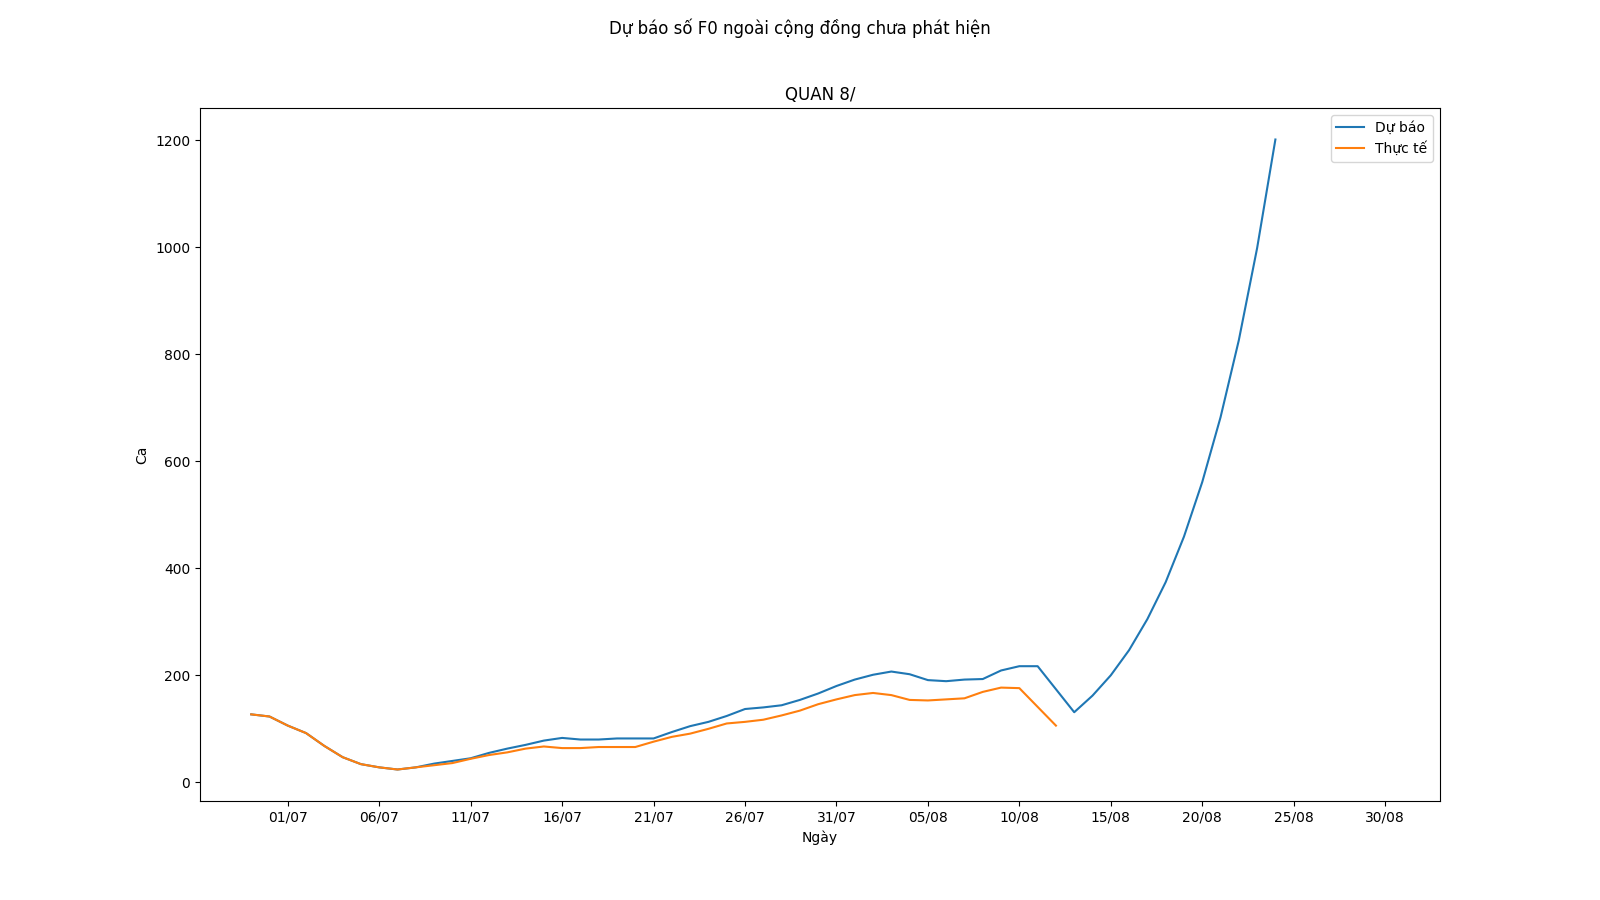 Dự báo số F0 ngoài cộng đồng chưa phát hiện
QUAN 8/
Dự báo
Thực tế
1200
1000
800
600
400
200
0
Ca
01/07 06/07 11/07 16/07 21/07 26/07 31/07 05/08 10/08 15/08 20/08 25/08 30/08
Ngày